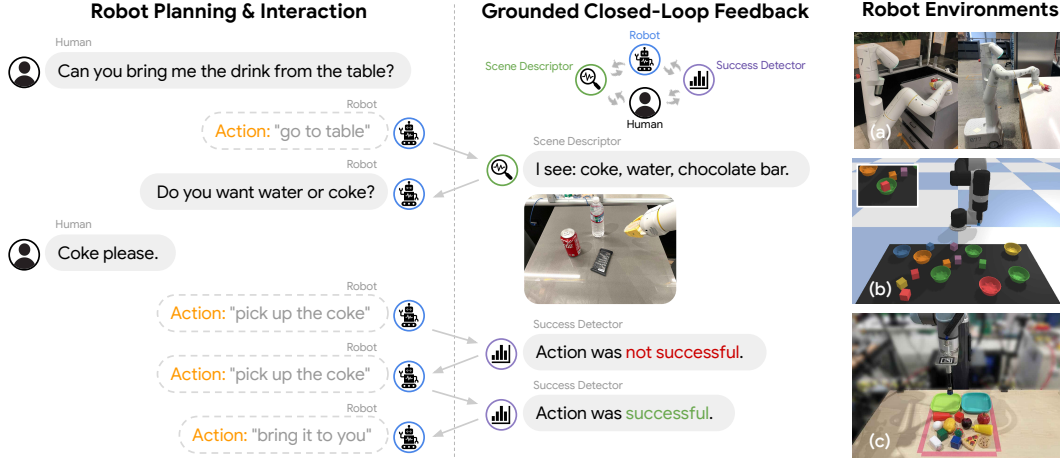 Robot Planning & Interaction
Human
Can you bring me the drink from the table?
Robot
Action: "go to table"
Robot
Do you want water or coke?
Human
Coke please.
Robot
Action: "pick up the coke"
Robot
Action: "pick up the coke"
Robot
Action: "bring it to you"
Grounded Closed-Loop Feedback
Robot
Scene Descriptor
Success Detector
Human
Scene Descriptor
I see: coke, water, chocolate bar.
Success Detector
Action was not successful.
Success Detector
Action was successful.
Robot Environments
(a)
(b)
(c)